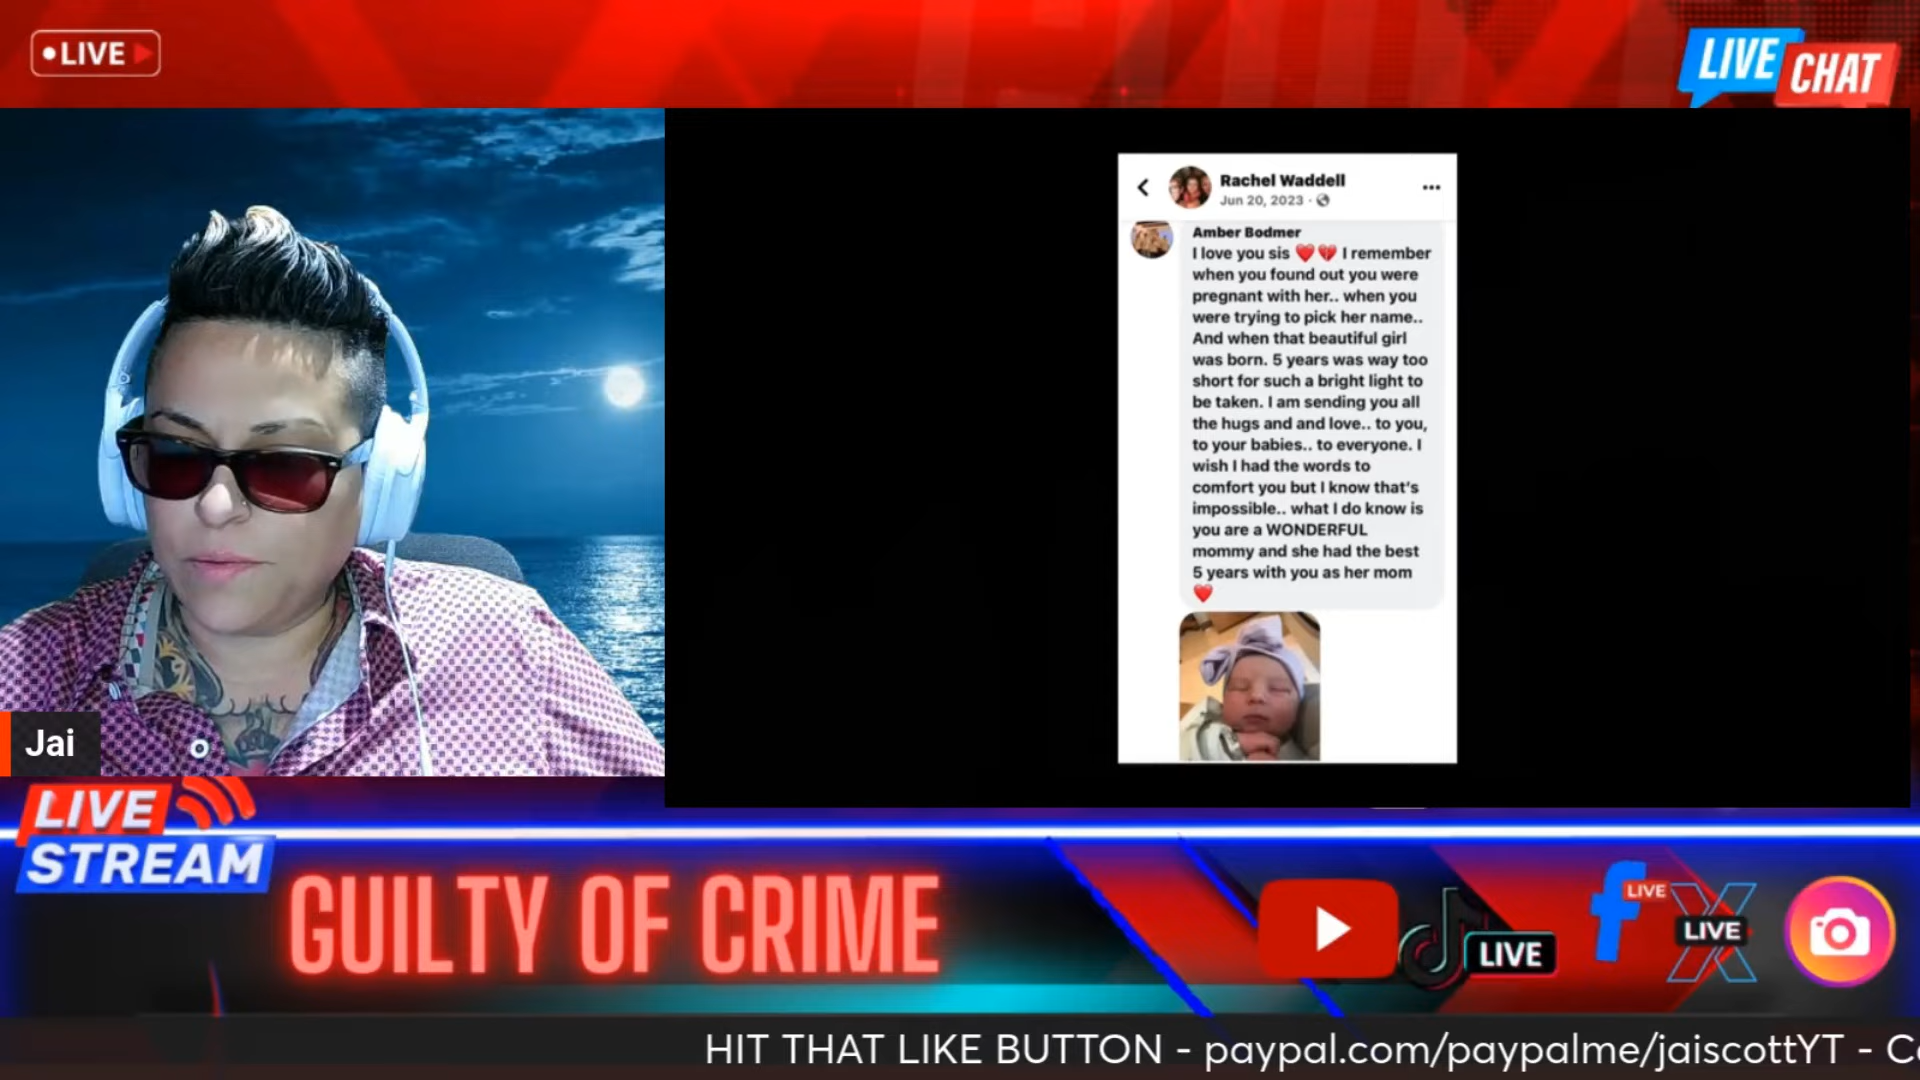 LIVE
LIVE
CHAT
Rachel Waddell
Jun 20, 2023 ·
Amber Bodmer
I love you sis ❤️💔 I remember
when you found out you were
pregnant with her.. when you
were trying to pick her name..
And when that beautiful girl
was born. 5 years was way too
short for such a bright light to
be taken. I am sending you all
the hugs and and love.. to you,
to your babies.. to everyone. I
wish I had the words to
comfort you but I know that's
impossible.. what I do know is
you are a WONDERFUL
mommy and she had the best
5 years with you as her mom
❤️
Jai
LIVE
STREAM
GUILTY OF CRIME
LIVE
LIVE
LIVE
HIT THAT LIKE BUTTON - paypal.com/paypalme/jaiscottYT - C